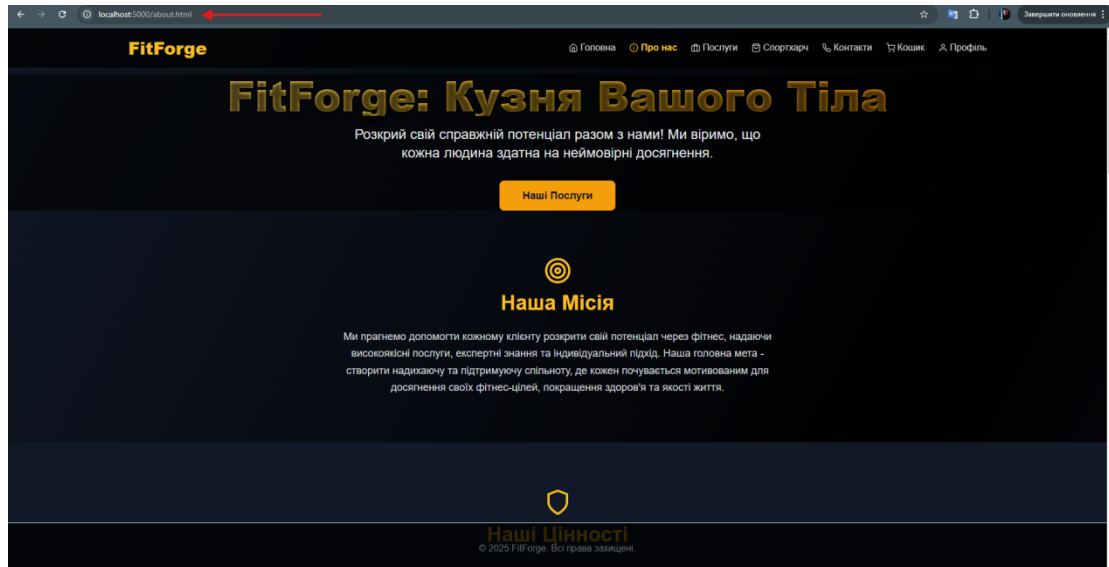 localhost:5000/about.html
Завершити оновлення
FitForge
Головна
Про нас
Послуги
Спортхарч
Контакти
Кошик
Профіль
FitForge: Кузня Вашого Тіла
Розкрий свій справжній потенціал разом з нами! Ми віримо, що
кожна людина здатна на неймовірні досягнення.
Наші Послуги
Наша Місія
Ми прагнемо допомогти кожному клієнту розкрити свій потенціал через фітнес, надаючи
високоякісні послуги, експертні знання та індивідуальний підхід. Наша головна мета -
створити надихаючу та підтримуючу спільноту, де кожен почувається мотивованим для
досягнення своїх фітнес-цілей, покращення здоров'я та якості життя.
Наші Цінності
© 2025 FitForge. Всі права захищені.